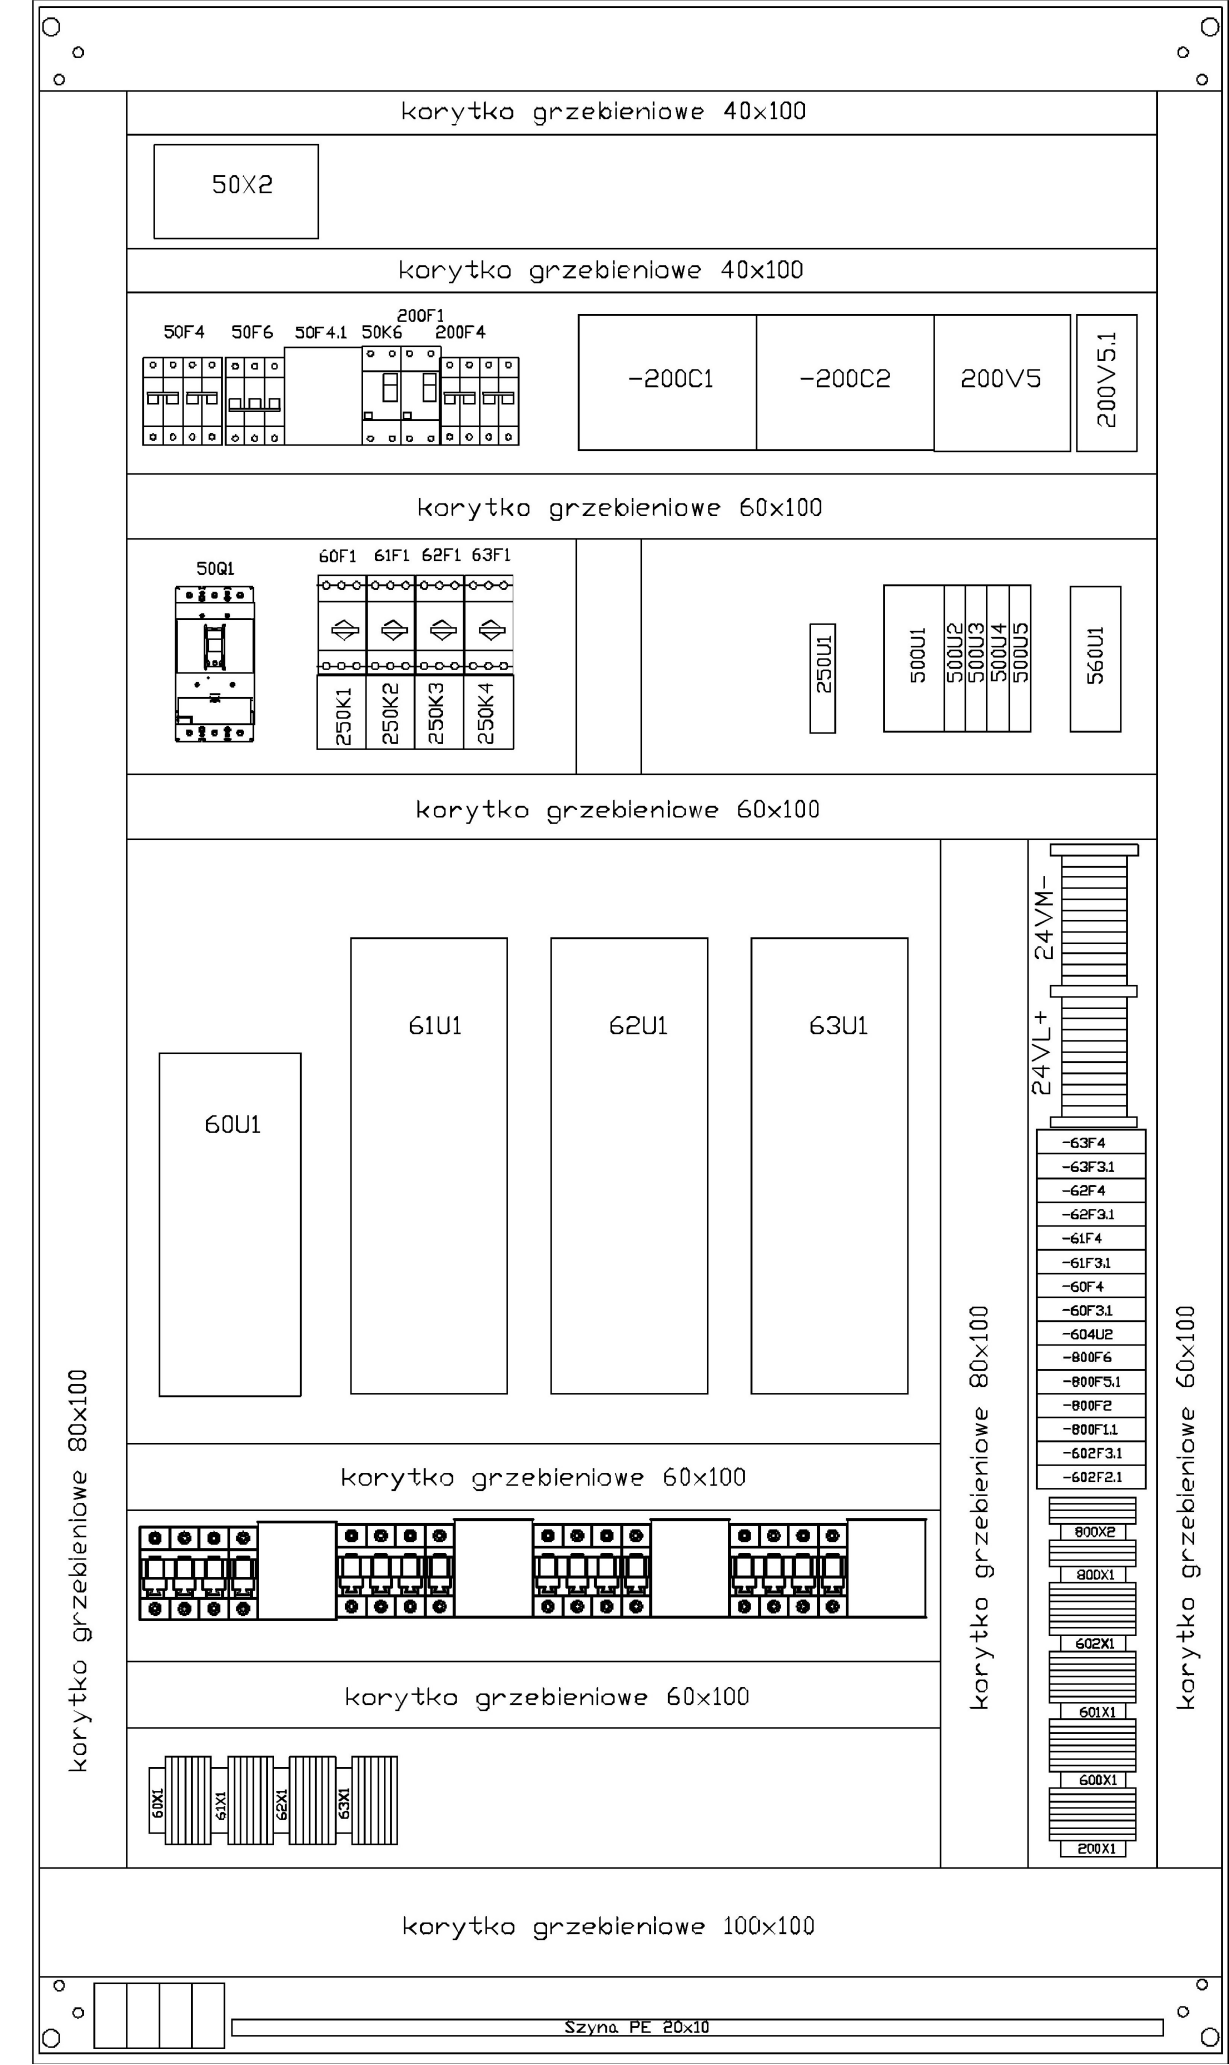 korytko grzebieniowe 40x100
50X2
korytko grzebieniowe 40x100
200F1
50F4 50F6 50F4.1 50K6 200F4
-200C1 -200C2 200V5 200V5.1
korytko grzebieniowe 60x100
50Q1
60F1 61F1 62F1 63F1
250K1 250K2 250K3 250K4
250U1
500U1 500U2 500U3 500U4 500U5
560U1
korytko grzebieniowe 60x100
60U1
61U1
62U1
63U1
24VM-
24VL+
-63F4
-63F3.1
-62F4
-62F3.1
-61F4
-61F3.1
-60F4
-60F3.1
-604U2
-800F6
-800F5.1
-800F2
-800F1.1
-602F3.1
-602F2.1
800X2
800X1
602X1
601X1
600X1
200X1
korytko grzebieniowe 80x100
korytko grzebieniowe 80x100
korytko grzebieniowe 60x100
korytko grzebieniowe 60x100
korytko grzebieniowe 60x100
60X1 61X1 62X1 63X1
korytko grzebieniowe 100x100
Szyna PE 20x10